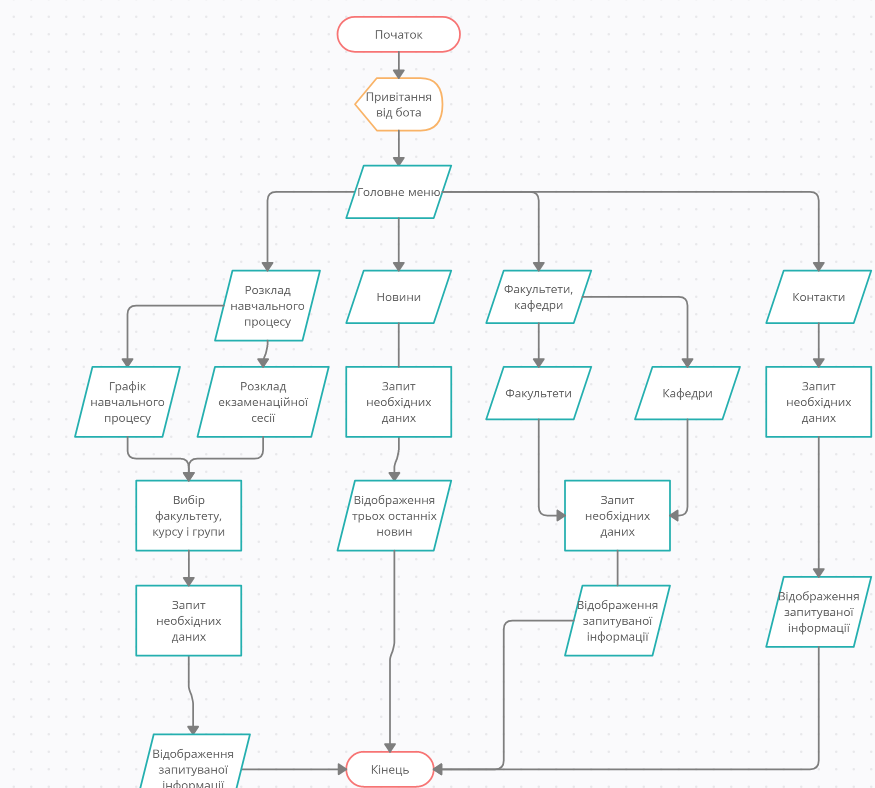 Початок
Привітання
від бота
Головне меню
Розклад
навчального
процесу
Новини
Факультети,
кафедри
Контакти
Графік
навчального
процесу
Розклад
екзаменаційної
сесії
Запит
необхідних
даних
Факультети
Кафедри
Запит
необхідних
даних
Вибір
факультету,
курсу і групи
Відображення
трьох останніх
новин
Запит
необхідних
даних
Запит
необхідних
даних
Відображення
запитуваної
інформації
Відображення
запитуваної
інформації
Відображення
запитуваної
інформації
Кінець